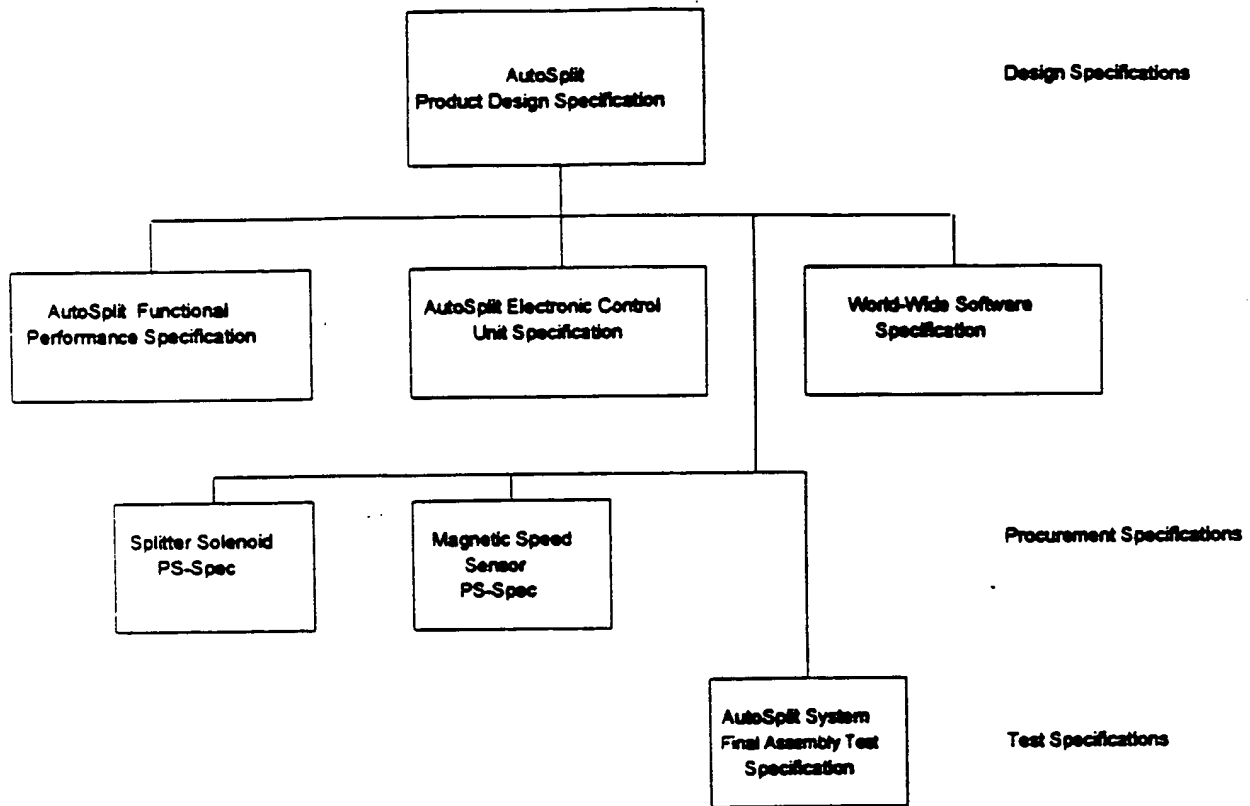 AutoSplit
Product Design Specification
Design Specifications
AutoSplit Functional
Performance Specification
AutoSplit Electronic Control
Unit Specification
World-Wide Software
Specification
Splitter Solenoid
PS-Spec
Magnetic Speed
Sensor
PS-Spec
Procurement Specifications
AutoSplit System
Final Assembly Test
Specification
Test Specifications